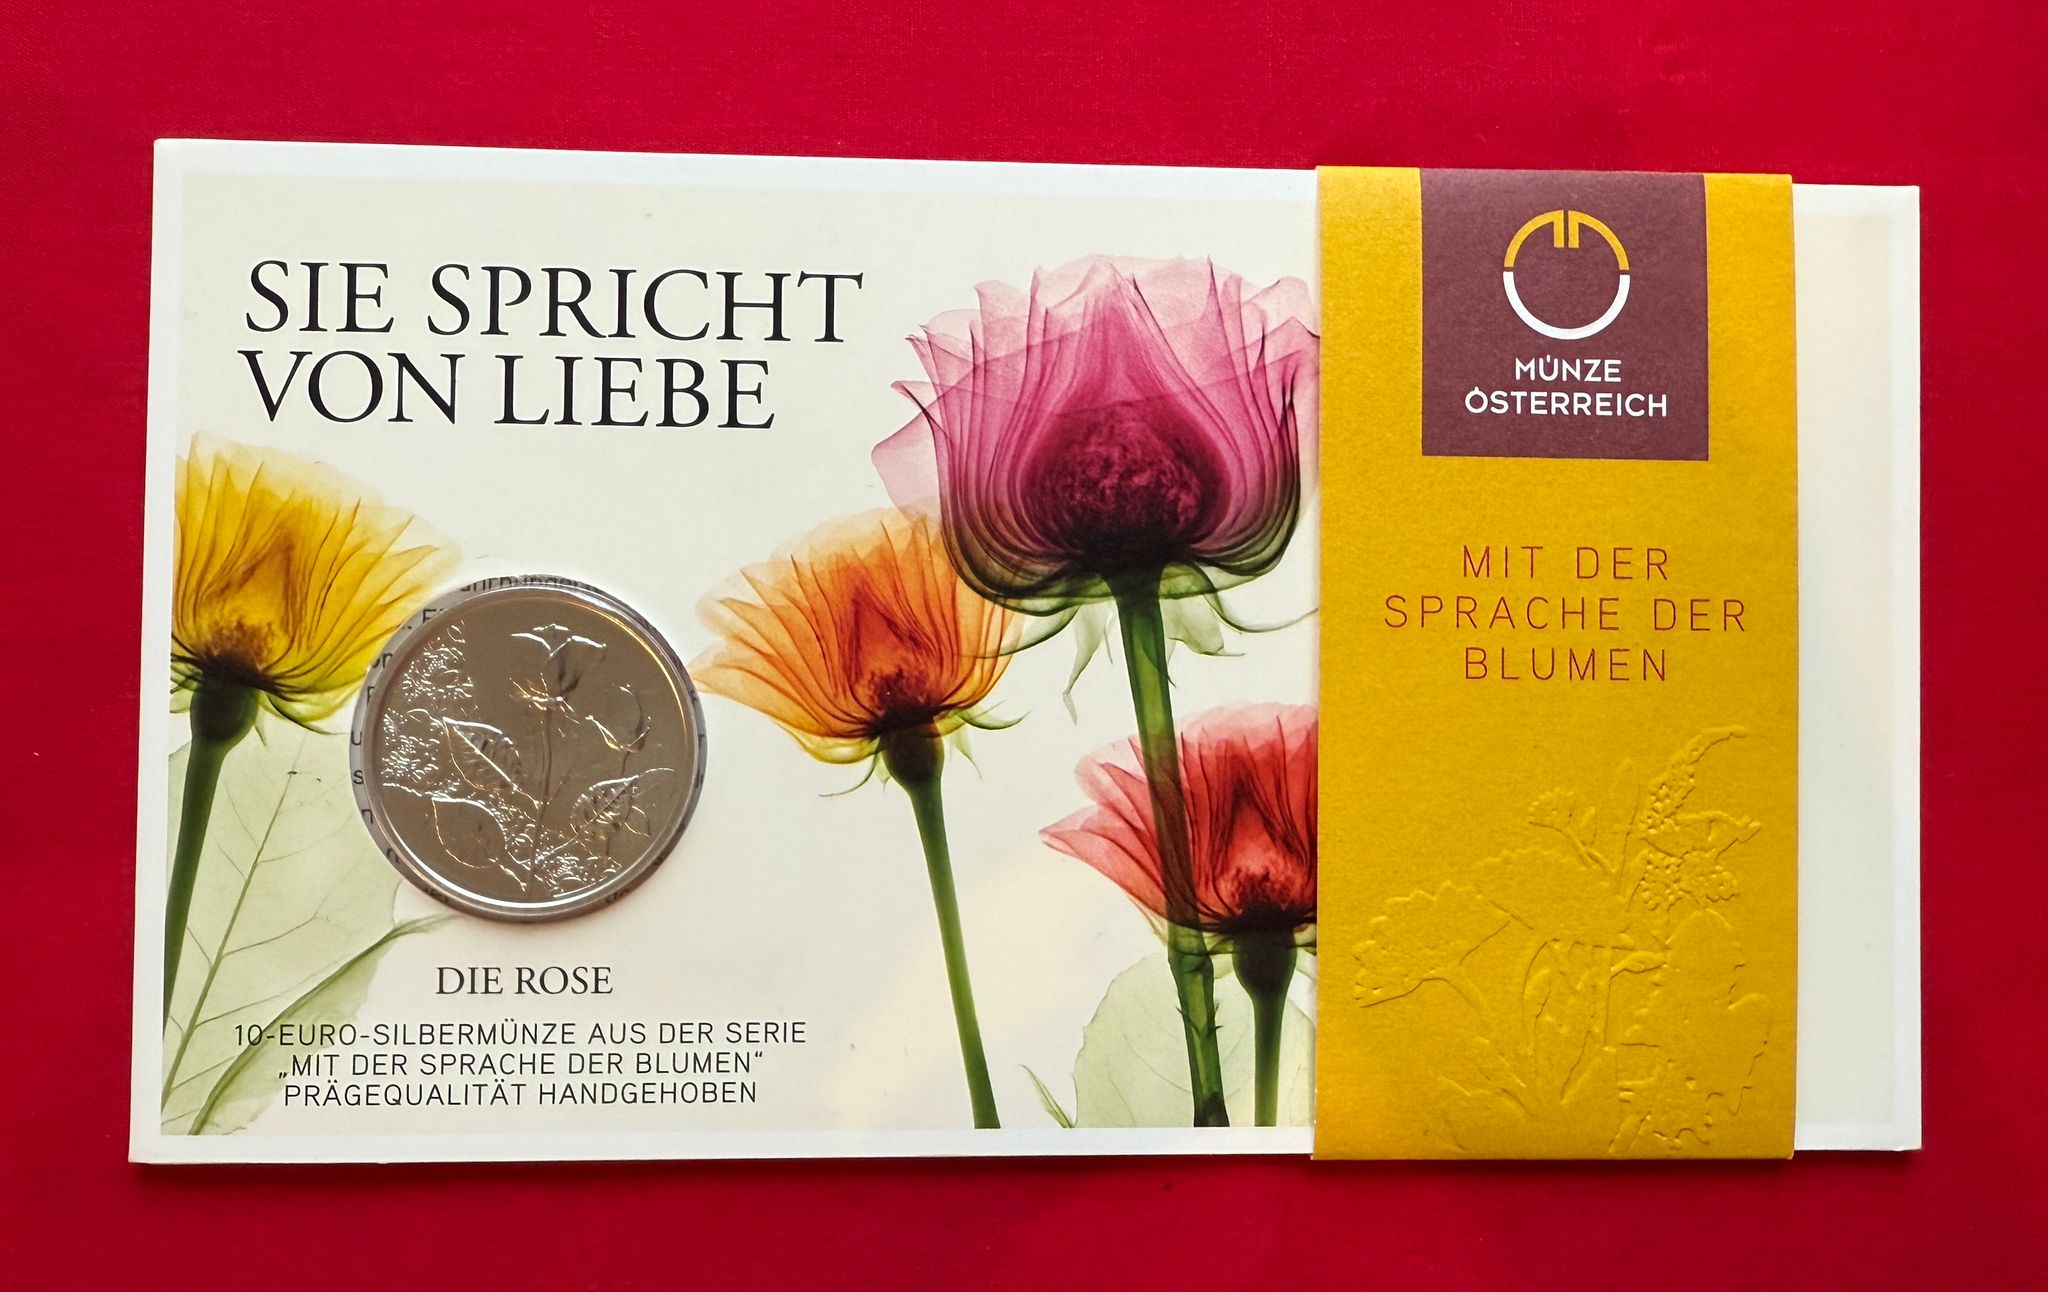 SIE SPRICHT
VON LIEBE
DIE ROSE
10-EURO-SILBERMÜNZE AUS DER SERIE
„MIT DER SPRACHE DER BLUMEN“
PRÄGEQUALITÄT HANDGEHOBEN
MÜNZE
ÖSTERREICH
MIT DER
SPRACHE DER
BLUMEN